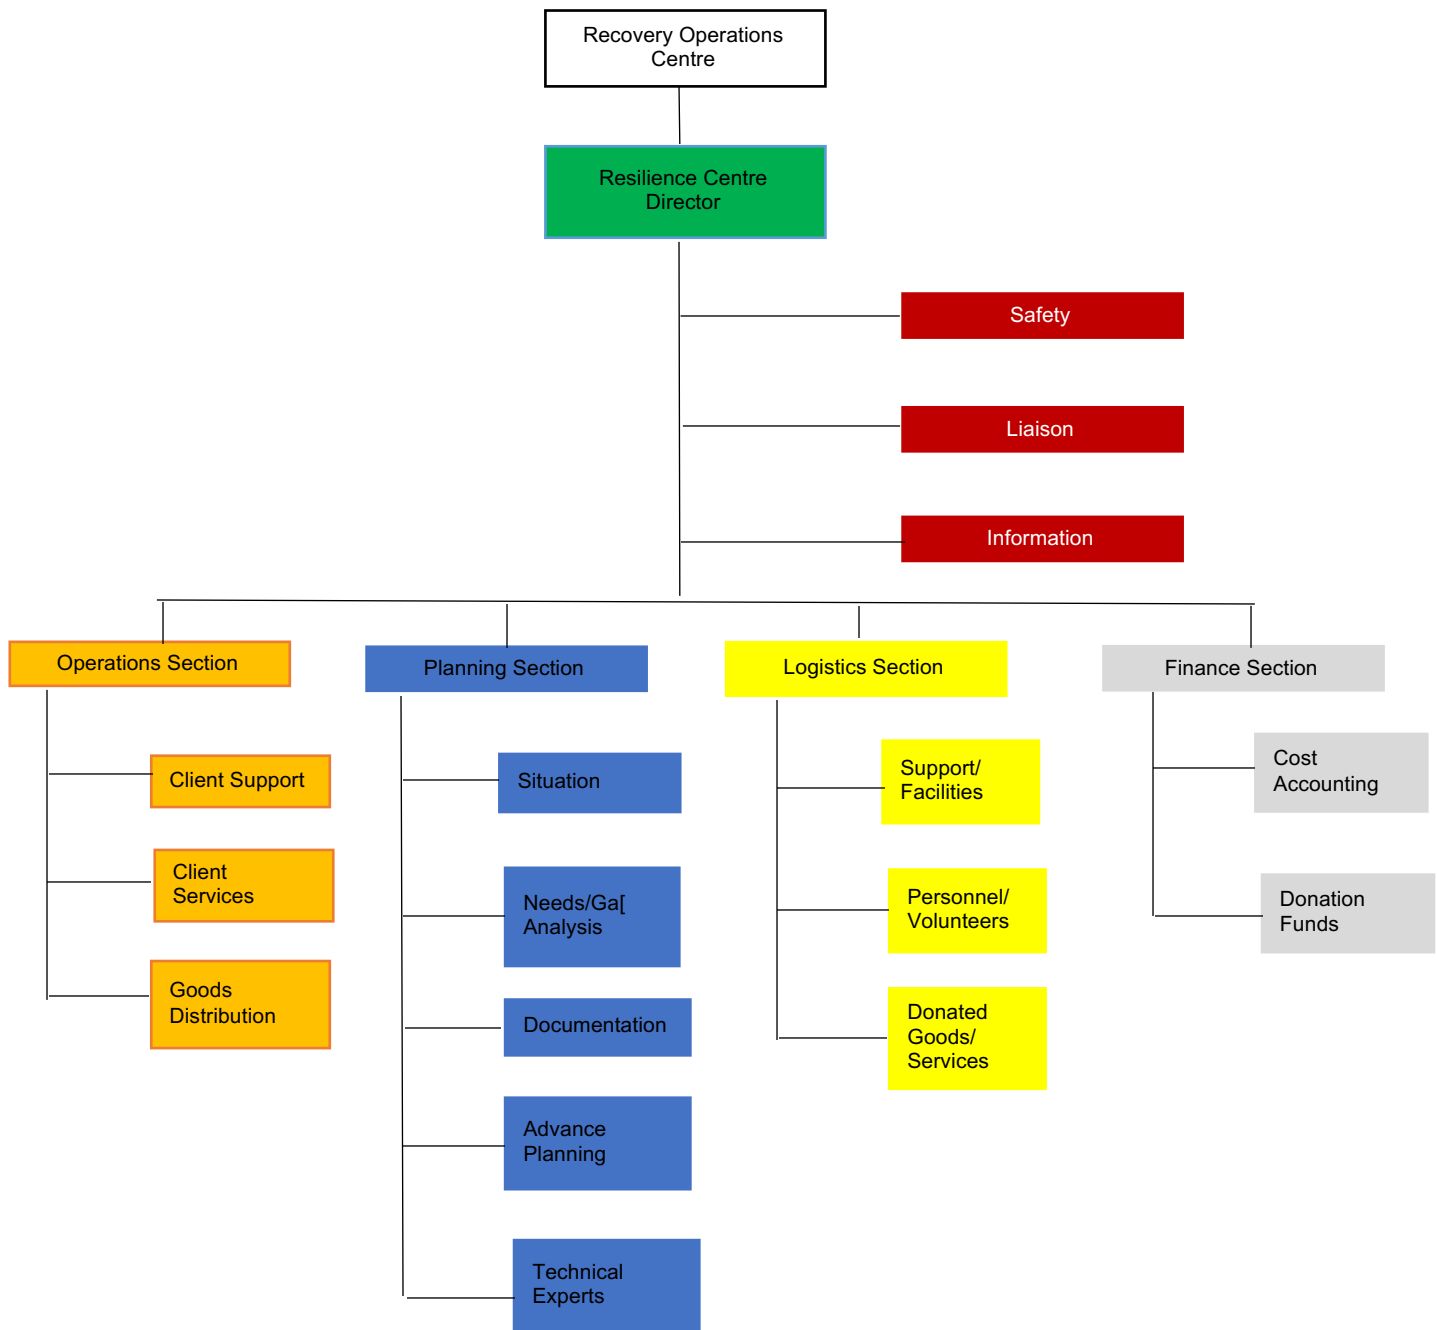 Recovery Operations
Centre
Resilience Centre
Director
Safety
Liaison
Information
Operations Section
Planning Section
Logistics Section
Finance Section
Client Support
Client
Services
Goods
Distribution
Situation
Needs/Ga[
Analysis
Documentation
Advance
Planning
Technical
Experts
Support/
Facilities
Personnel/
Volunteers
Donated
Goods/
Services
Cost
Accounting
Donation
Funds